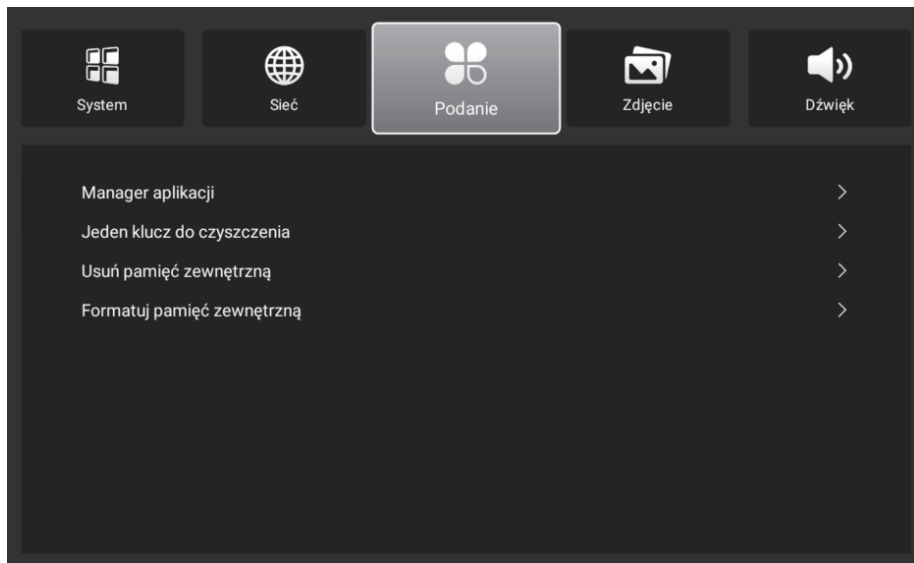 System
Sieć
Podanie
Zdjęcie
Dźwięk
Manager aplikacji
Jeden klucz do czyszczenia
Usuń pamięć zewnętrzną
Formatuj pamięć zewnętrzną